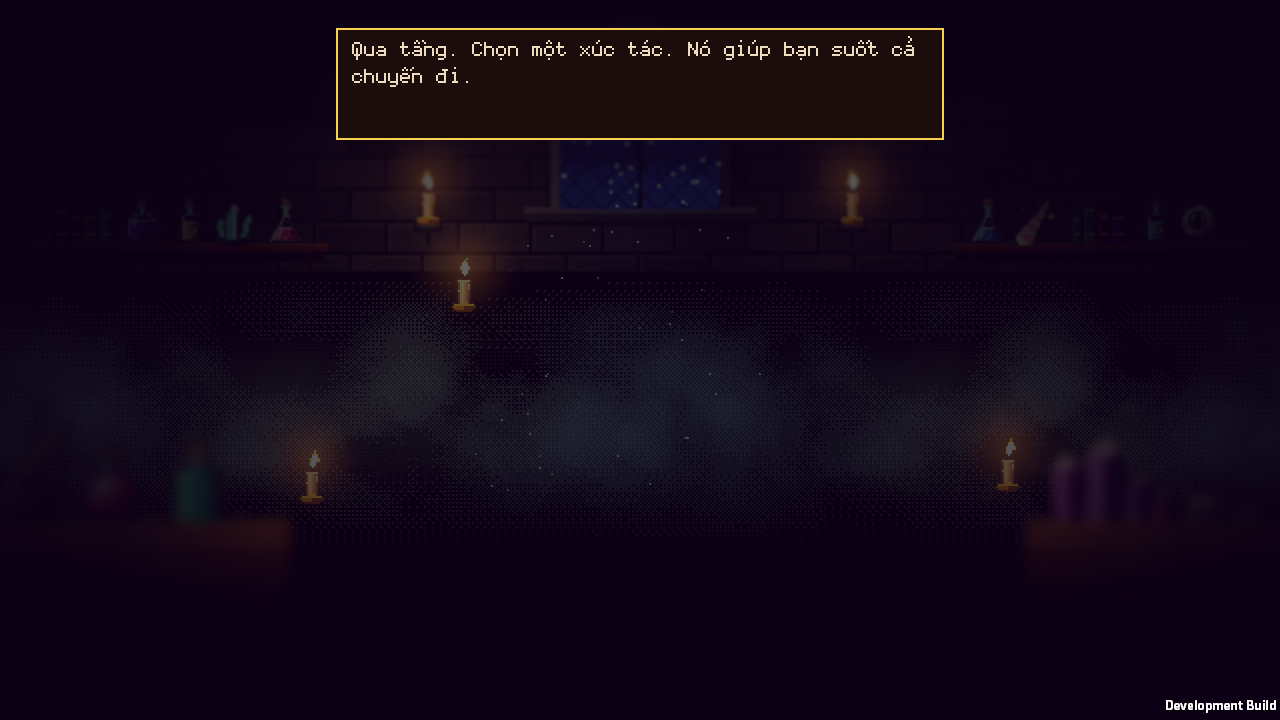 Qua tầng. Chọn một xúc tác. Nó giúp bạn suốt cả
chuyến đi.
Development Build